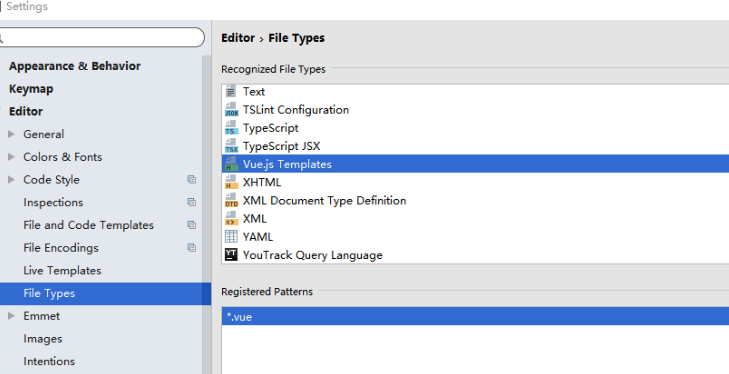 Settings
Appearance & Behavior
Keymap
Editor
General
Colors & Fonts
Code Style
Inspections
File and Code Templates
File Encodings
Live Templates
File Types
Emmet
Images
Intentions
Editor › File Types
Recognized File Types
Text
TSLint Configuration
TypeScript
TypeScript JSX
Vue.js Templates
XHTML
XML Document Type Definition
XML
YAML
YouTrack Query Language
Registered Patterns
*.vue